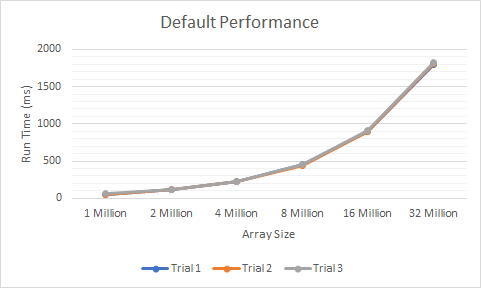 Default Performance
2000
1500
1000
500
0
Run Time (ms)
1 Million 2 Million 4 Million 8 Million 16 Million 32 Million
Array Size
Trial 1 Trial 2 Trial 3